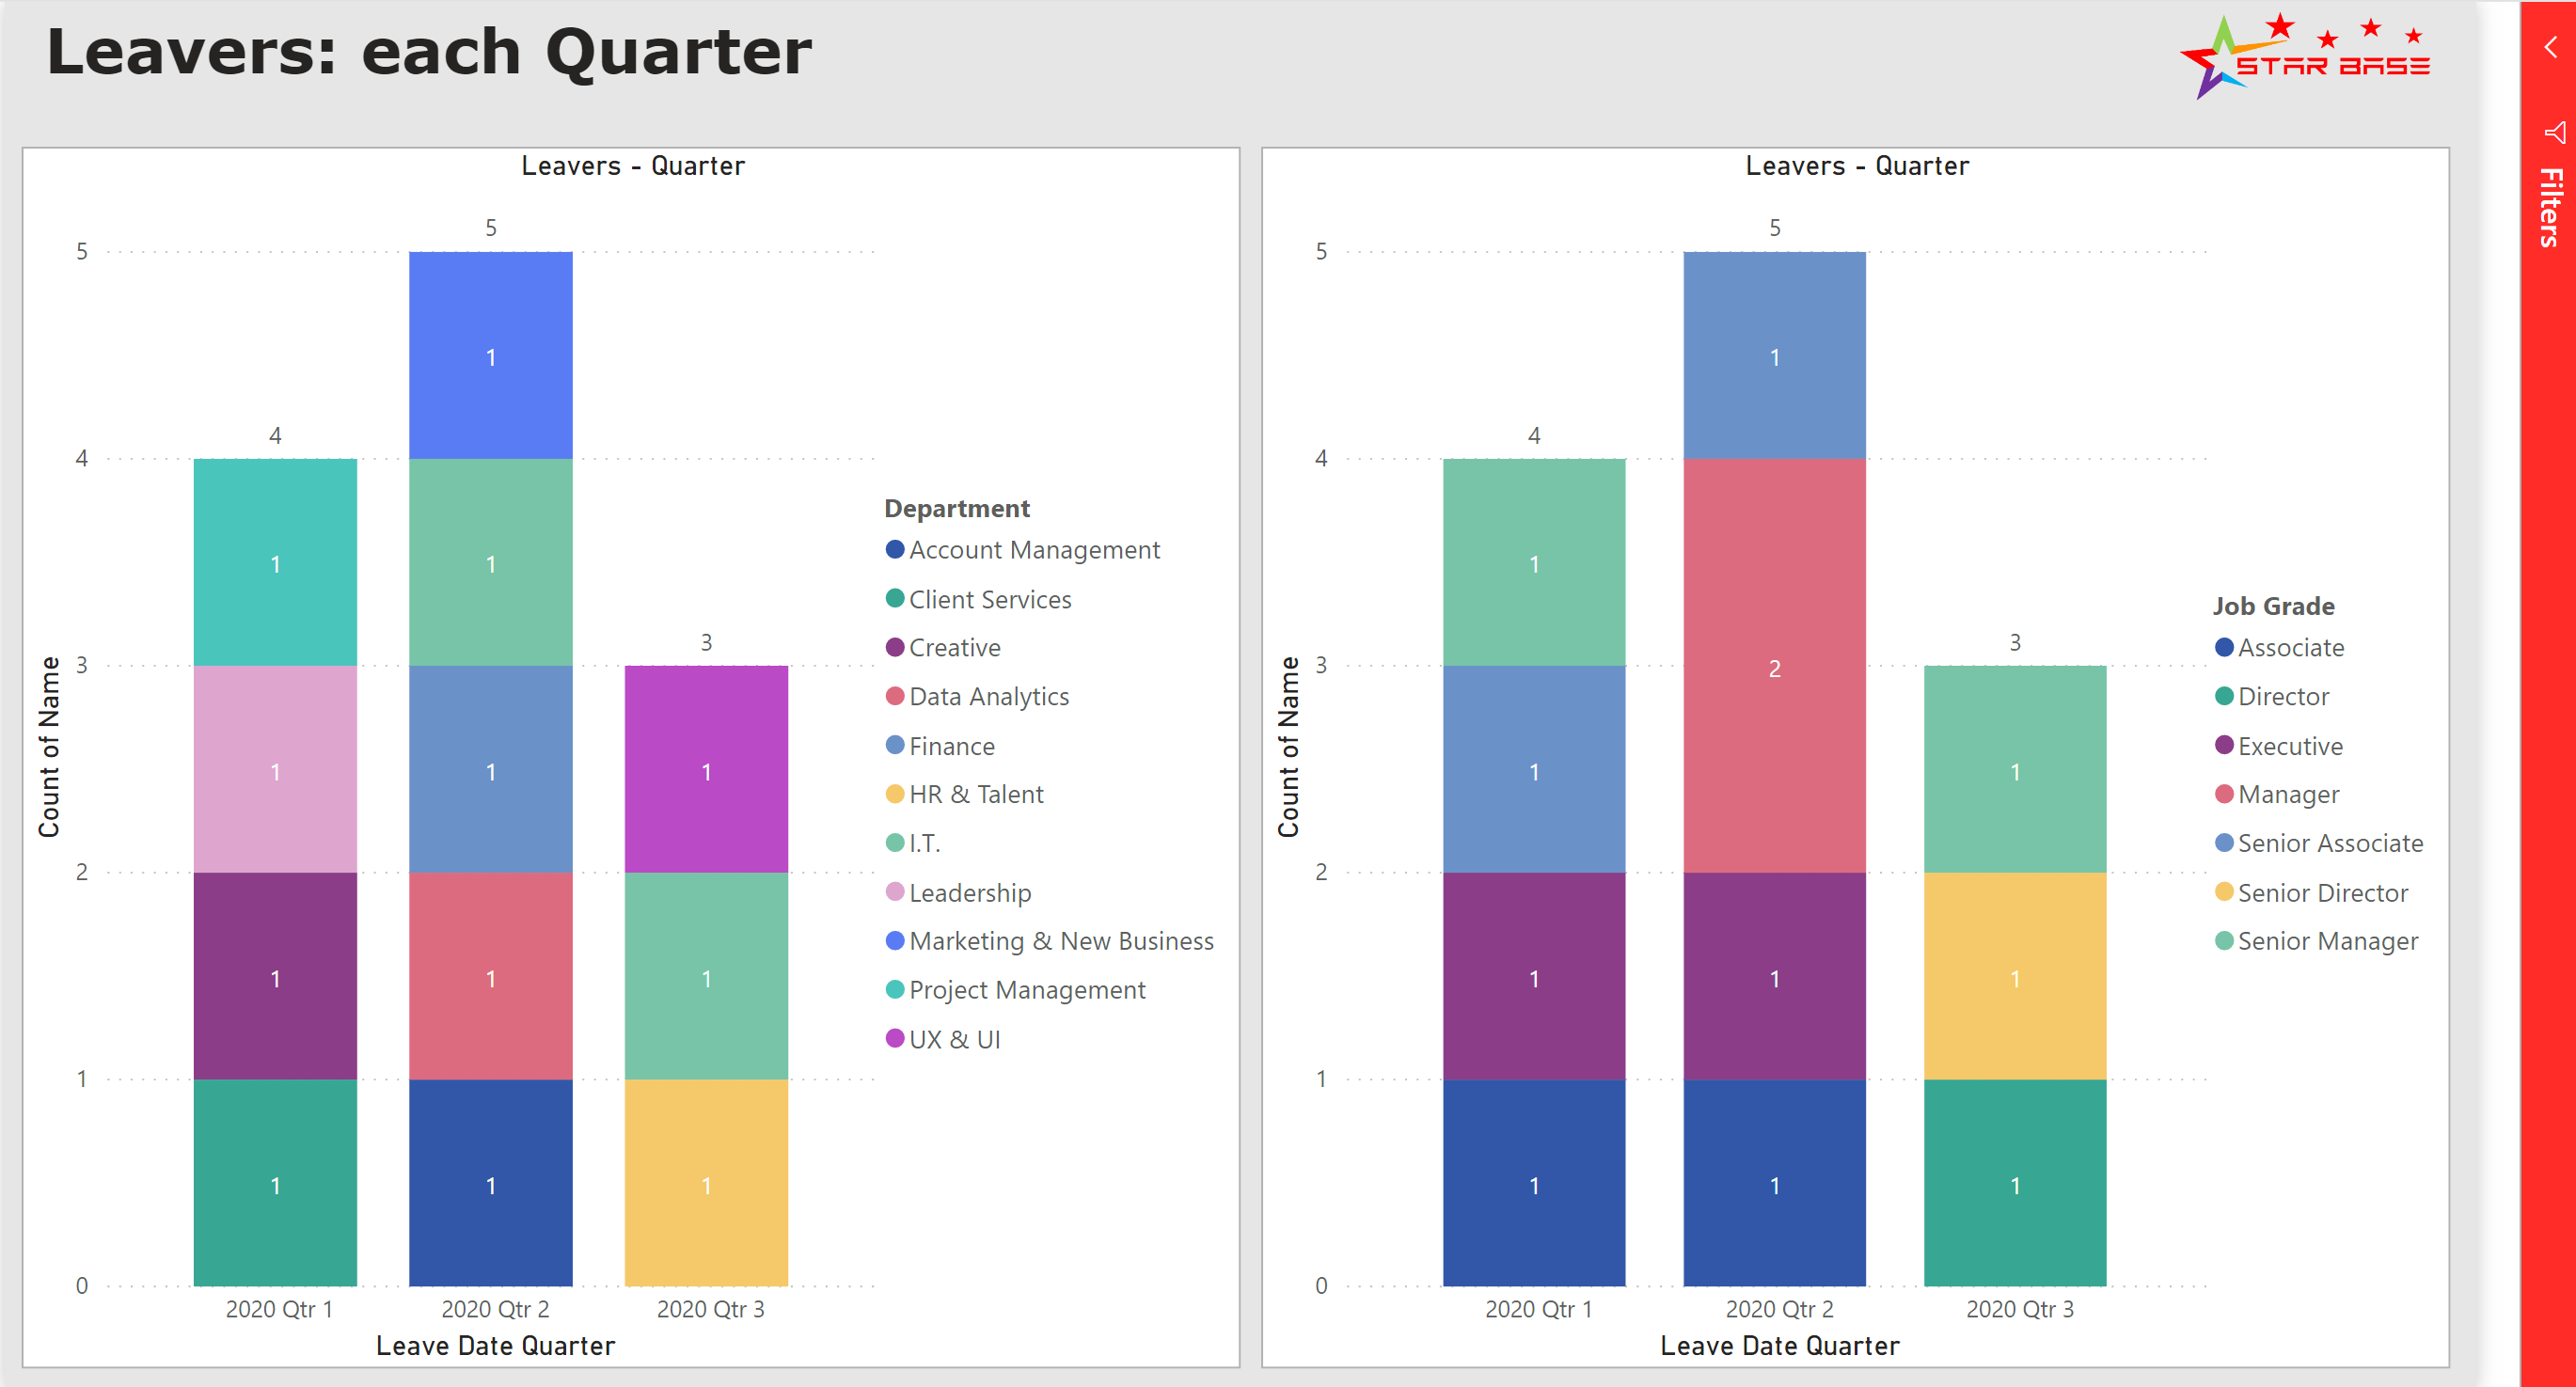 Leavers: each Quarter
STAR BASE
Filters
Leavers - Quarter
5
5
1
4
4
1
1
3
3
1
1
1
2
1
1
1
1
1
1
1
0
2020 Qtr 1
2020 Qtr 2
2020 Qtr 3
Leave Date Quarter
Count of Name
Department
Account Management
Client Services
Creative
Data Analytics
Finance
HR & Talent
I.T.
Leadership
Marketing & New Business
Project Management
UX & UI
Leavers - Quarter
5
5
1
4
4
1
2
3
3
1
1
2
1
1
1
1
1
1
1
0
2020 Qtr 1
2020 Qtr 2
2020 Qtr 3
Leave Date Quarter
Count of Name
Job Grade
Associate
Director
Executive
Manager
Senior Associate
Senior Director
Senior Manager